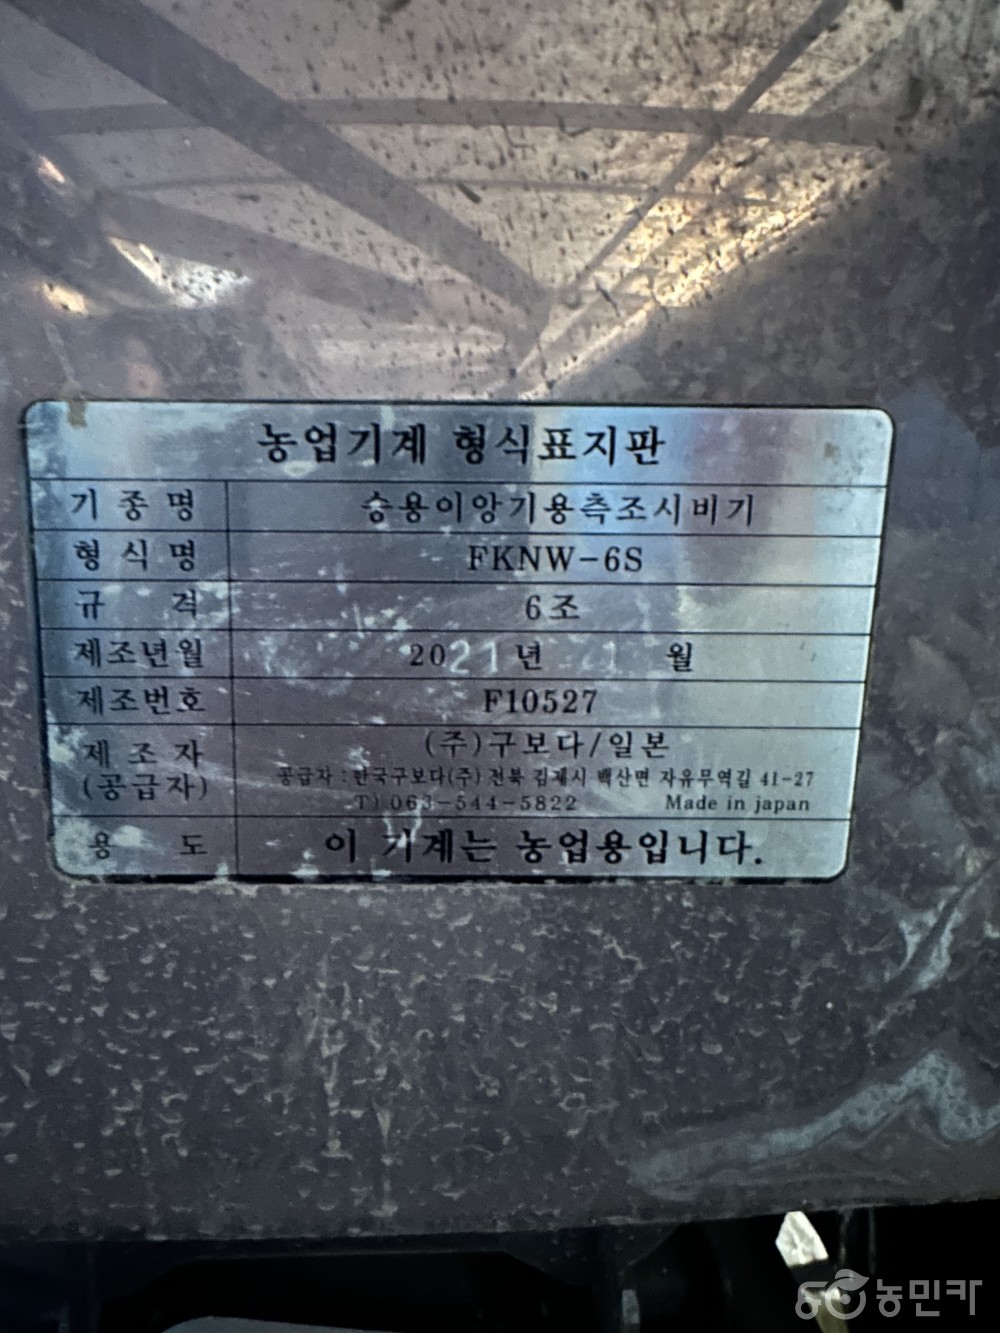 농업기계 형식표지판
기종명 승용이앙기용측조시비기
형식명 FKNW-6S
규격 6조
제조년월 2021년 1월
제조번호 F10527
제조자 (주)구보다/일본
(공급자) 공급자 : 한국구보다(주) 전북 김제시 백산면 자유무역길 41-27
T) 063-544-5822 Made in japan
용도 이 기계는 농업용입니다.
농민카